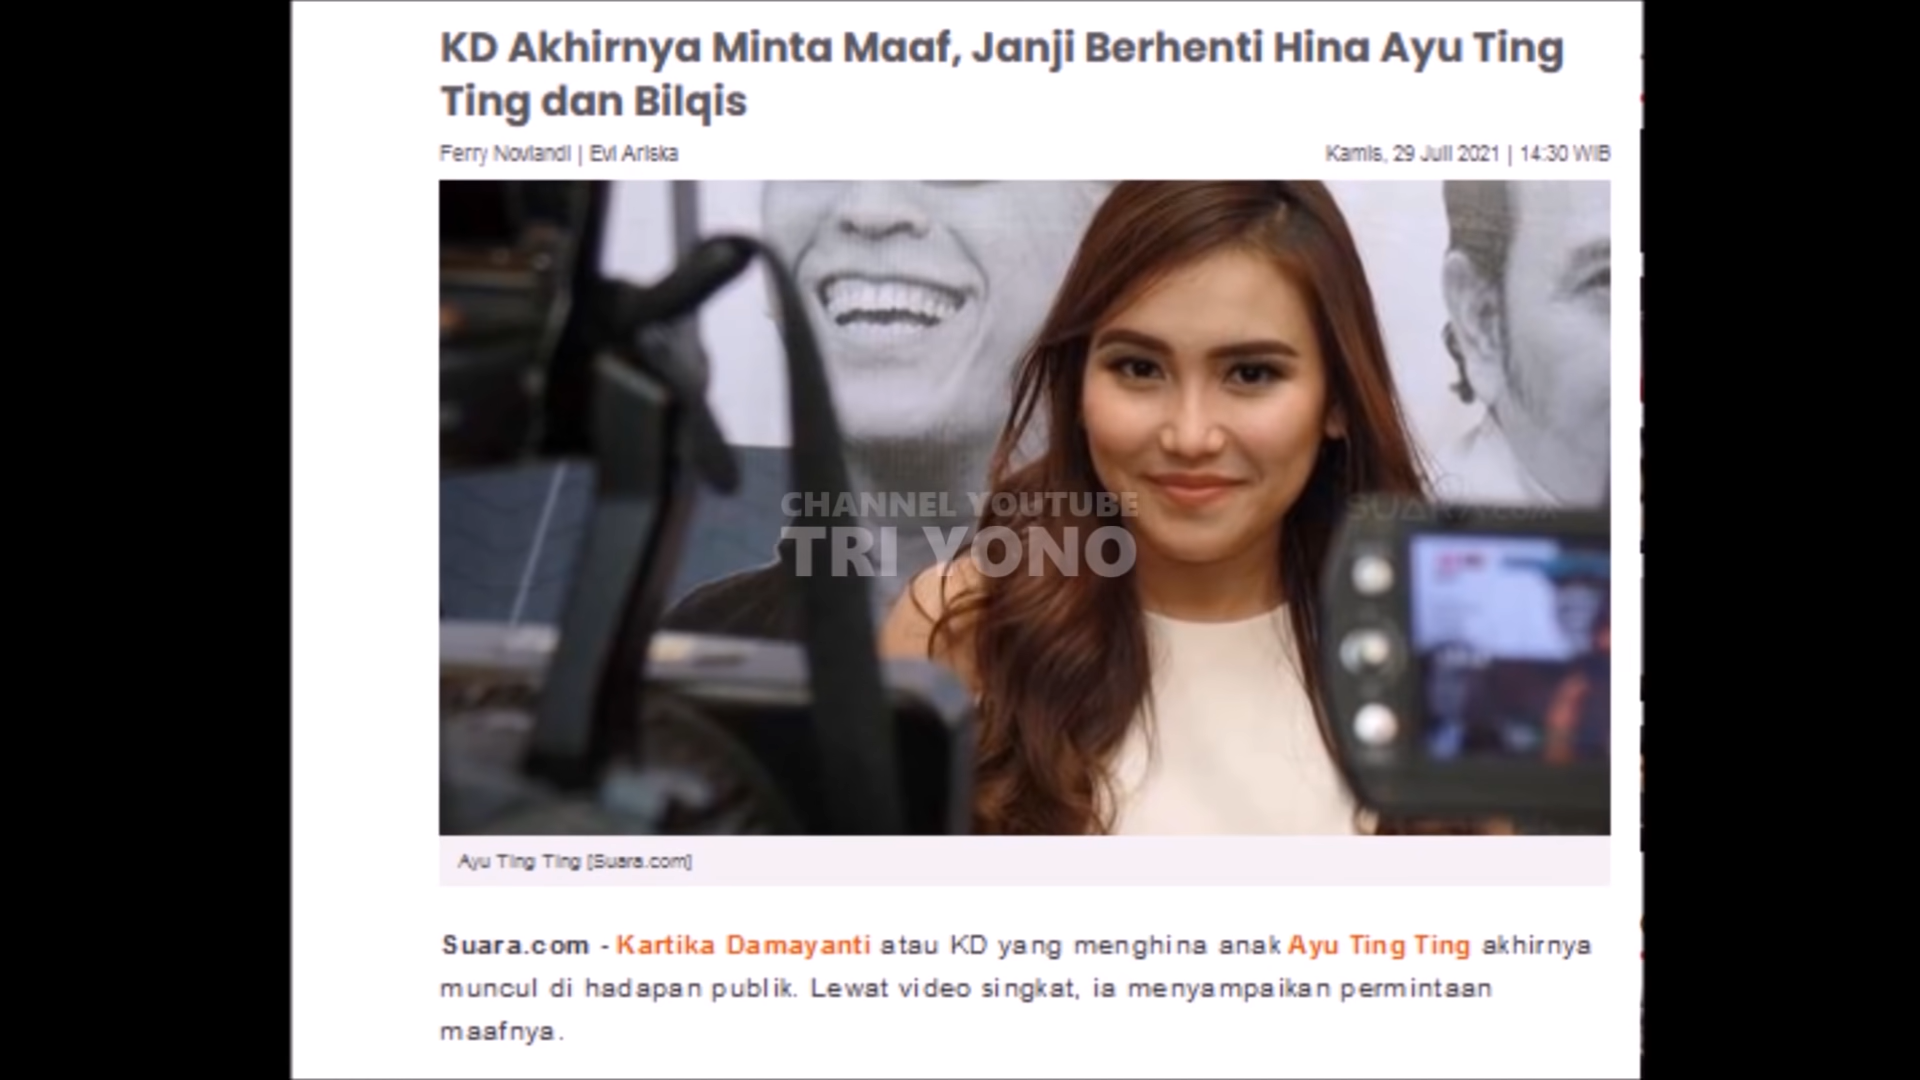 KD Akhirnya Minta Maaf, Janji Berhenti Hina Ayu Ting
Ting dan Bilqis
Ferry Noviandi | Evi Ariska
Kamis, 29 Juli 2021 | 14:30 WIB
CHANNEL YOUTUBE
TRI YONO
SUARA.com
Ayu Ting Ting [Suara.com]
Suara.com - Kartika Damayanti atau KD yang menghina anak Ayu Ting Ting akhirnya
muncul di hadapan publik. Lewat video singkat, ia menyampaikan permintaan
maafnya.